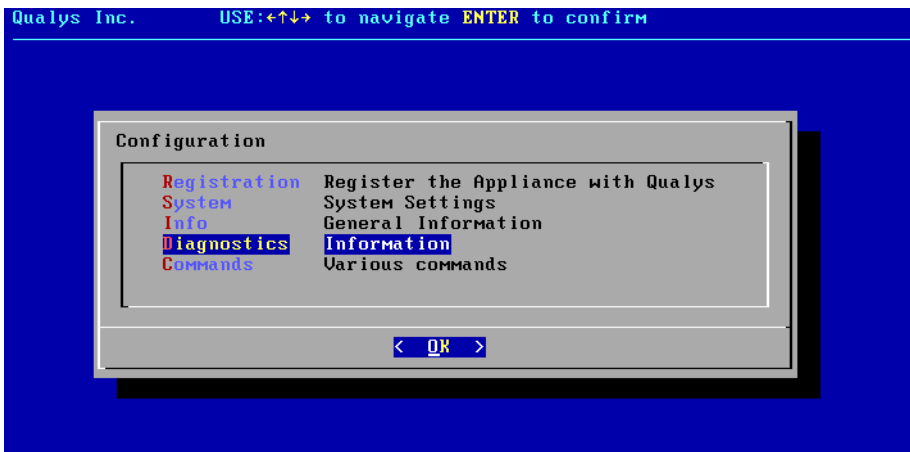 Qualys Inc. USE:←↑↓→ to navigate ENTER to confirm
Configuration
Registration Register the Appliance with Qualys
System System Settings
Info General Information
Diagnostics Information
Commands Various commands
< OK >